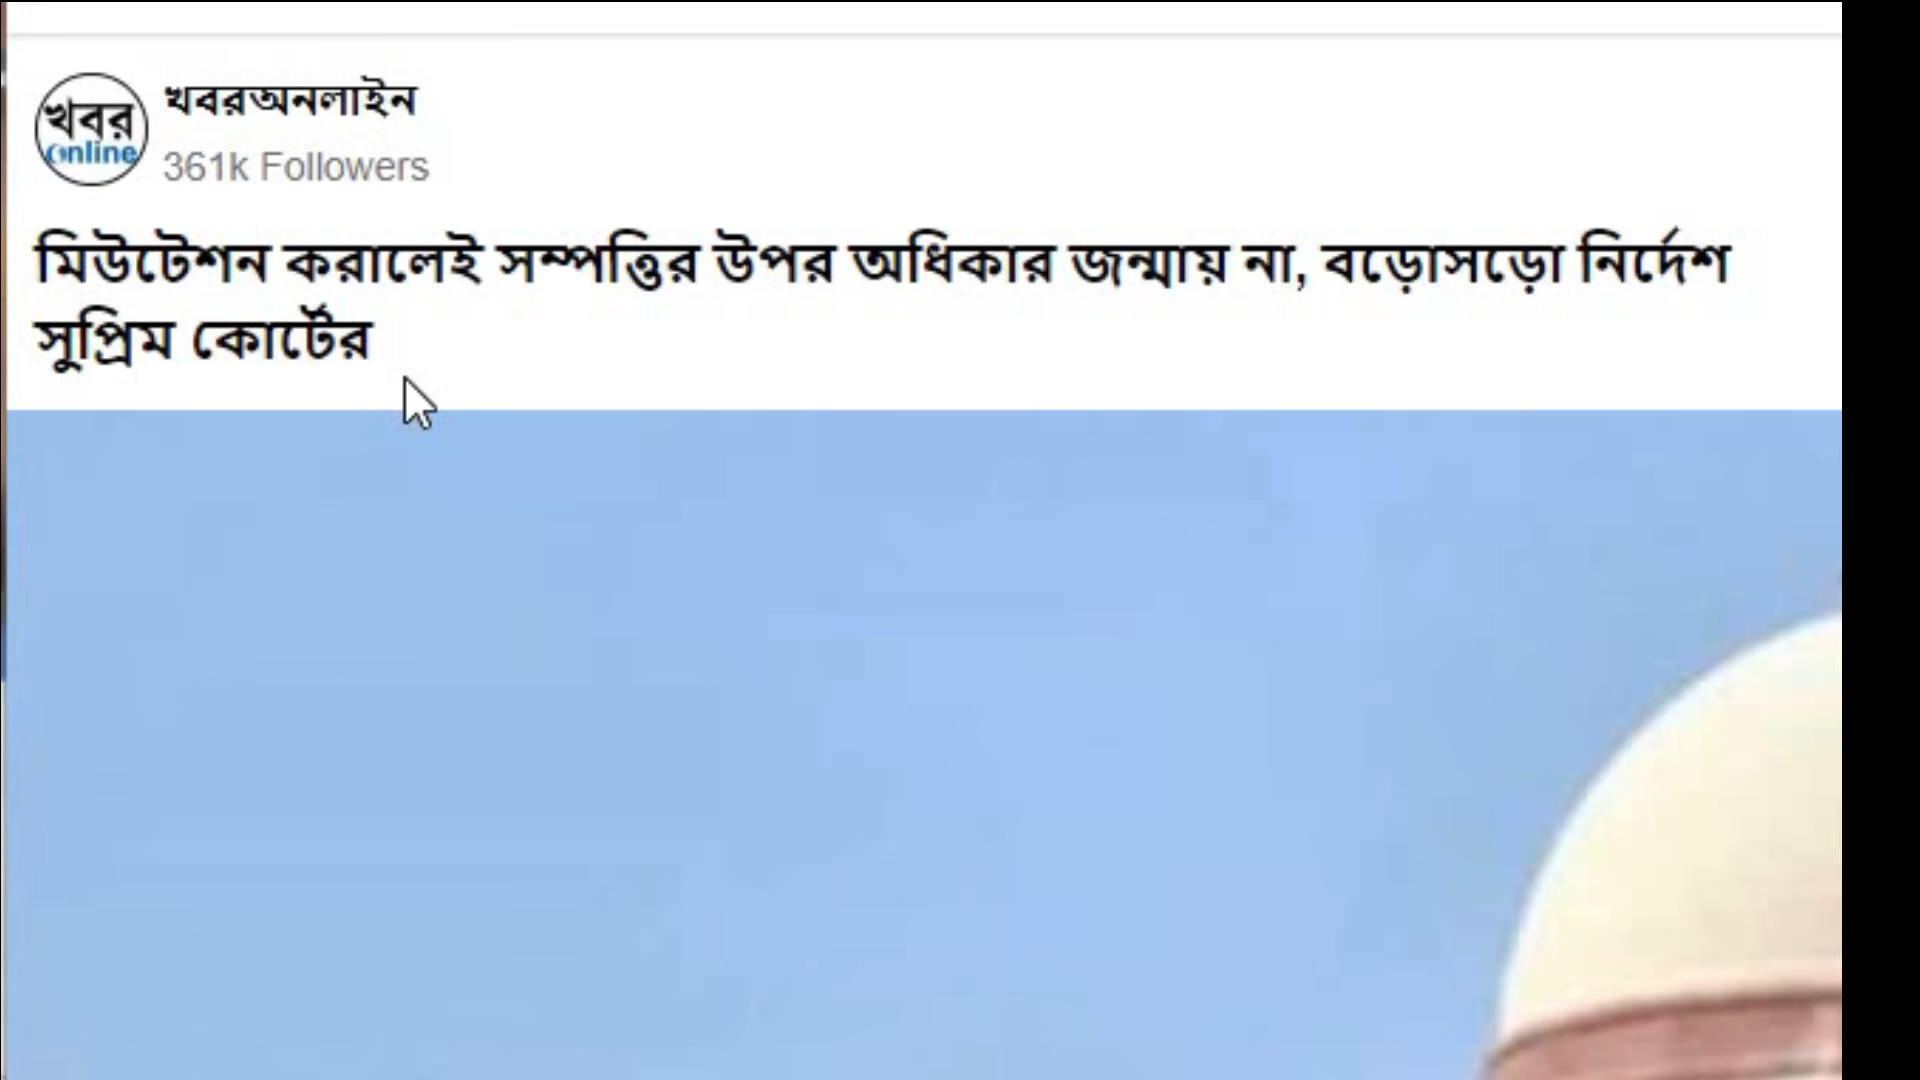 খবর
Online
খবরঅনলাইন
361k Followers
মিউটেশন করালেই সম্পত্তির উপর অধিকার জন্মায় না, বড়োসড়ো নির্দেশ
সুপ্রিম কোর্টের